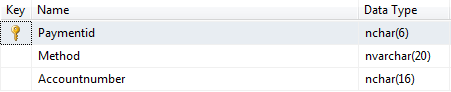 Key Name Data Type
Paymentid nchar(6)
Method nvarchar(20)
Accountnumber nchar(16)